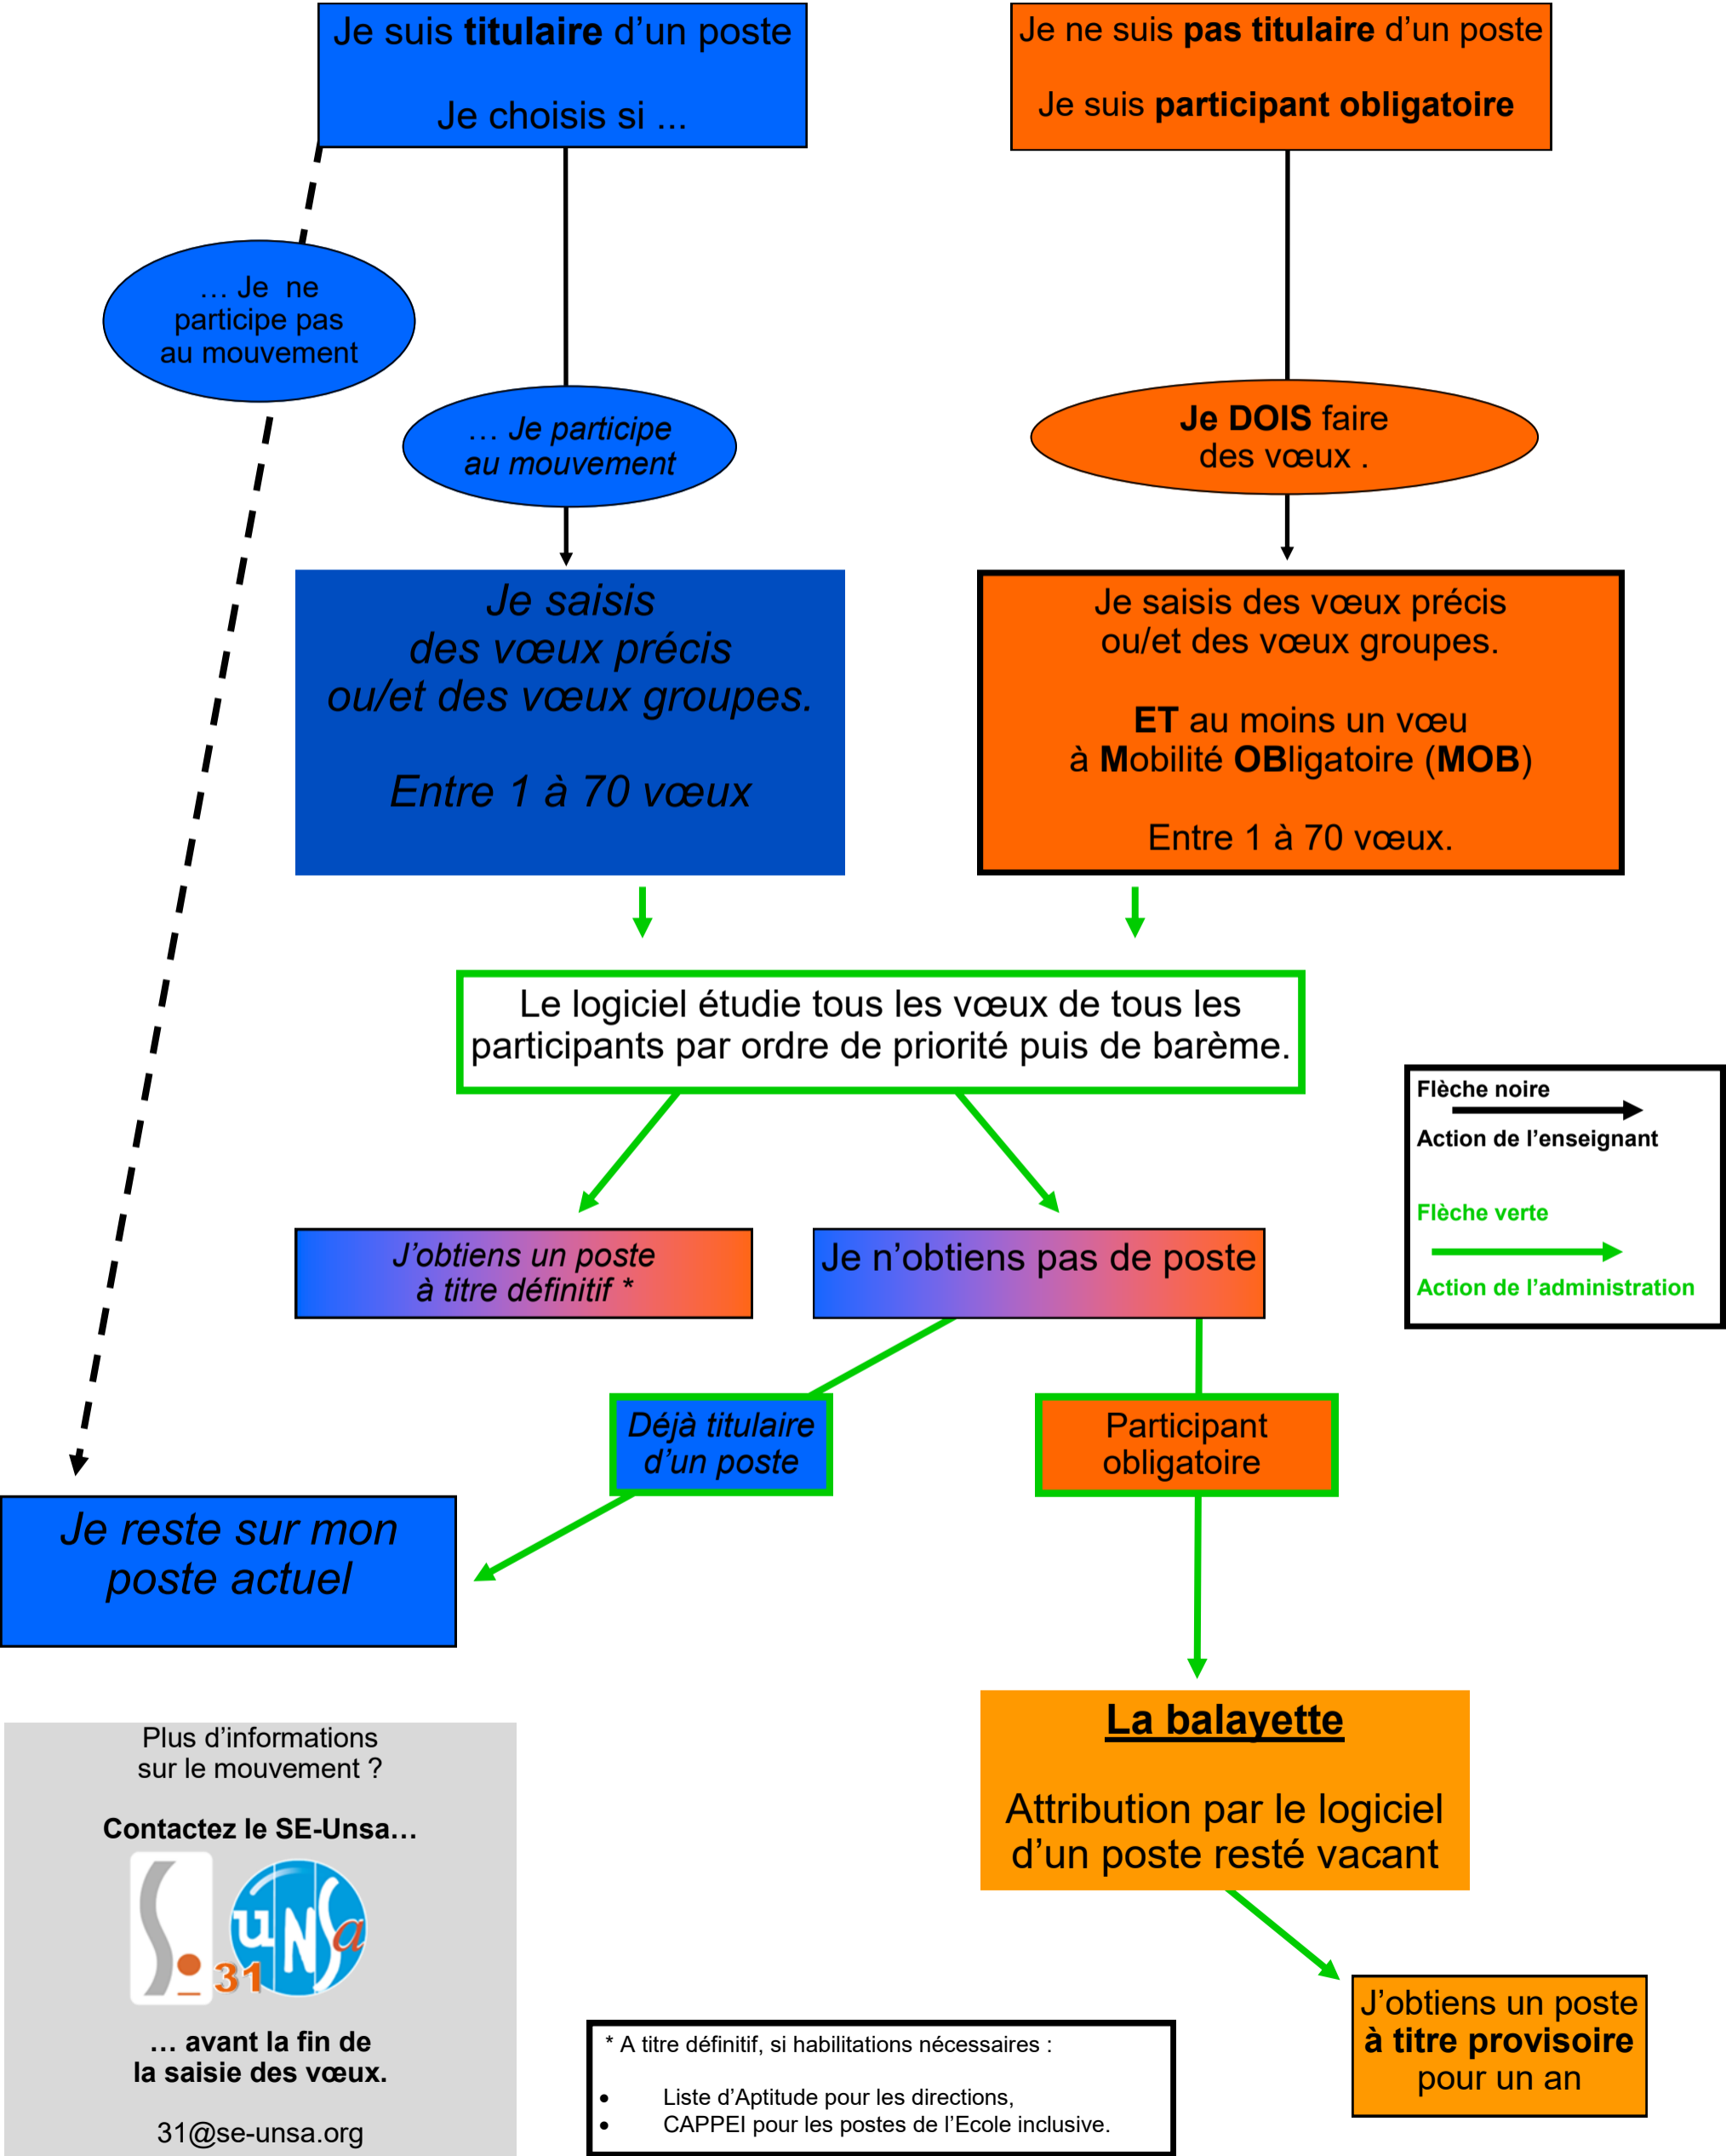 Je suis titulaire d'un poste
Je choisis si ...
Je ne suis pas titulaire d'un poste
Je suis participant obligatoire
… Je  ne
participe pas
au mouvement
… Je participe
au mouvement
Je DOIS faire
des vœux .
Je saisis
des vœux précis
ou/et des vœux groupes.
Entre 1 à 70 vœux
Je saisis des vœux précis
ou/et des vœux groupes.
ET au moins un vœu
à Mobilité OBligatoire (MOB)
Entre 1 à 70 vœux.
Le logiciel étudie tous les vœux de tous les
participants par ordre de priorité puis de barème.
Flèche noire
Action de l'enseignant
Flèche verte
Action de l'administration
J'obtiens un poste
à titre définitif *
Je n'obtiens pas de poste
Déjà titulaire
d'un poste
Participant
obligatoire
Je reste sur mon
poste actuel
La balayette
Attribution par le logiciel
d'un poste resté vacant
J'obtiens un poste
à titre provisoire
pour un an
Plus d'informations
sur le mouvement ?
Contactez le SE-Unsa…
S. 31 UNSa
… avant la fin de
la saisie des vœux.
31@se-unsa.org
* A titre définitif, si habilitations nécessaires :
• Liste d'Aptitude pour les directions,
• CAPPEI pour les postes de l'Ecole inclusive.